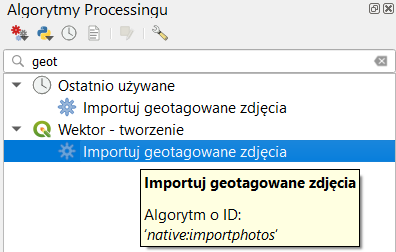 Algorytmy Processingu
geot
Ostatnio używane
Importuj geotagowane zdjęcia
Wektor - tworzenie
Importuj geotagowane zdjęcia
Importuj geotagowane zdjęcia
Algorytm o ID:
'native:importphotos'